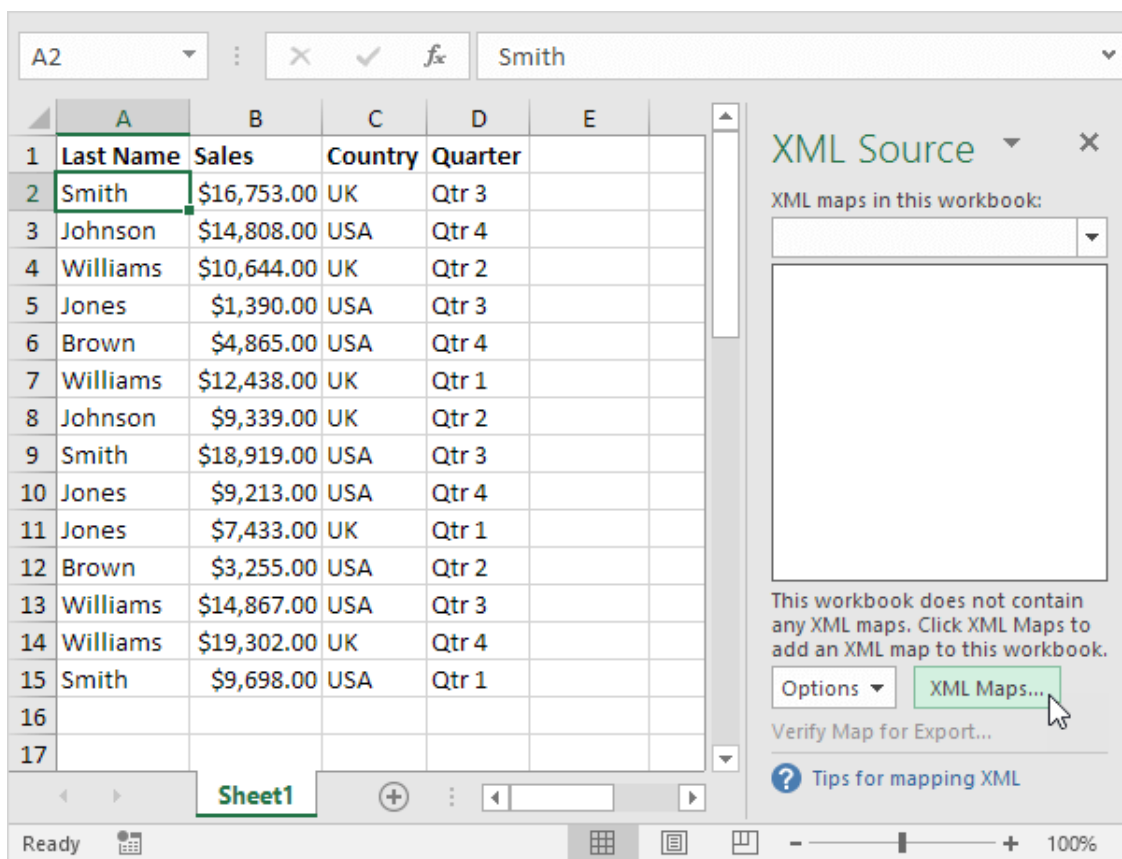 A2 fx Smith
A B C D E
1 Last Name Sales Country Quarter
2 Smith $16,753.00 UK Qtr 3
3 Johnson $14,808.00 USA Qtr 4
4 Williams $10,644.00 UK Qtr 2
5 Jones $1,390.00 USA Qtr 3
6 Brown $4,865.00 USA Qtr 4
7 Williams $12,438.00 UK Qtr 1
8 Johnson $9,339.00 UK Qtr 2
9 Smith $18,919.00 USA Qtr 3
10 Jones $9,213.00 USA Qtr 4
11 Jones $7,433.00 UK Qtr 1
12 Brown $3,255.00 USA Qtr 2
13 Williams $14,867.00 USA Qtr 3
14 Williams $19,302.00 UK Qtr 4
15 Smith $9,698.00 USA Qtr 1
16
17
Sheet1
XML Source
XML maps in this workbook:
This workbook does not contain
any XML maps. Click XML Maps to
add an XML map to this workbook.
Options XML Maps...
Verify Map for Export...
? Tips for mapping XML
Ready 100%